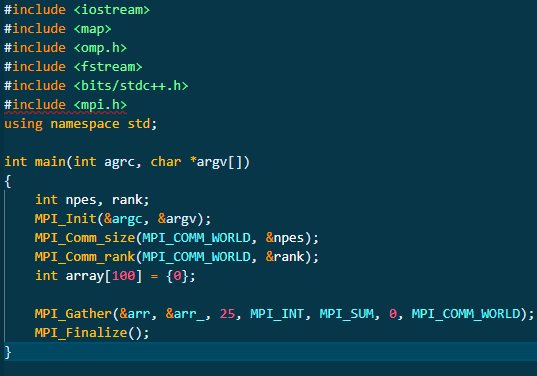 #include <iostream>
#include <map>
#include <omp.h>
#include <fstream>
#include <bits/stdc++.h>
#include <mpi.h>
using namespace std;
int main(int agrc, char *argv[])
{
int npes, rank;
MPI_Init(&argc, &argv);
MPI_Comm_size(MPI_COMM_WORLD, &npes);
MPI_Comm_rank(MPI_COMM_WORLD, &rank);
int array[100] = {0};
MPI_Gather(&arr, &arr_, 25, MPI_INT, MPI_SUM, 0, MPI_COMM_WORLD);
MPI_Finalize();
}